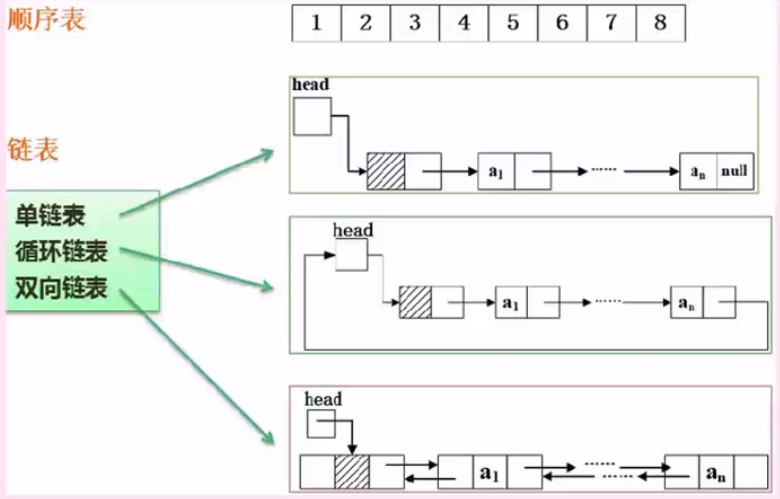 顺序表
1 2 3 4 5 6 7 8
head
链表
a1 ...... an null
单链表
循环链表
双向链表
head
a1 ...... an
head
a1 ...... ...... an